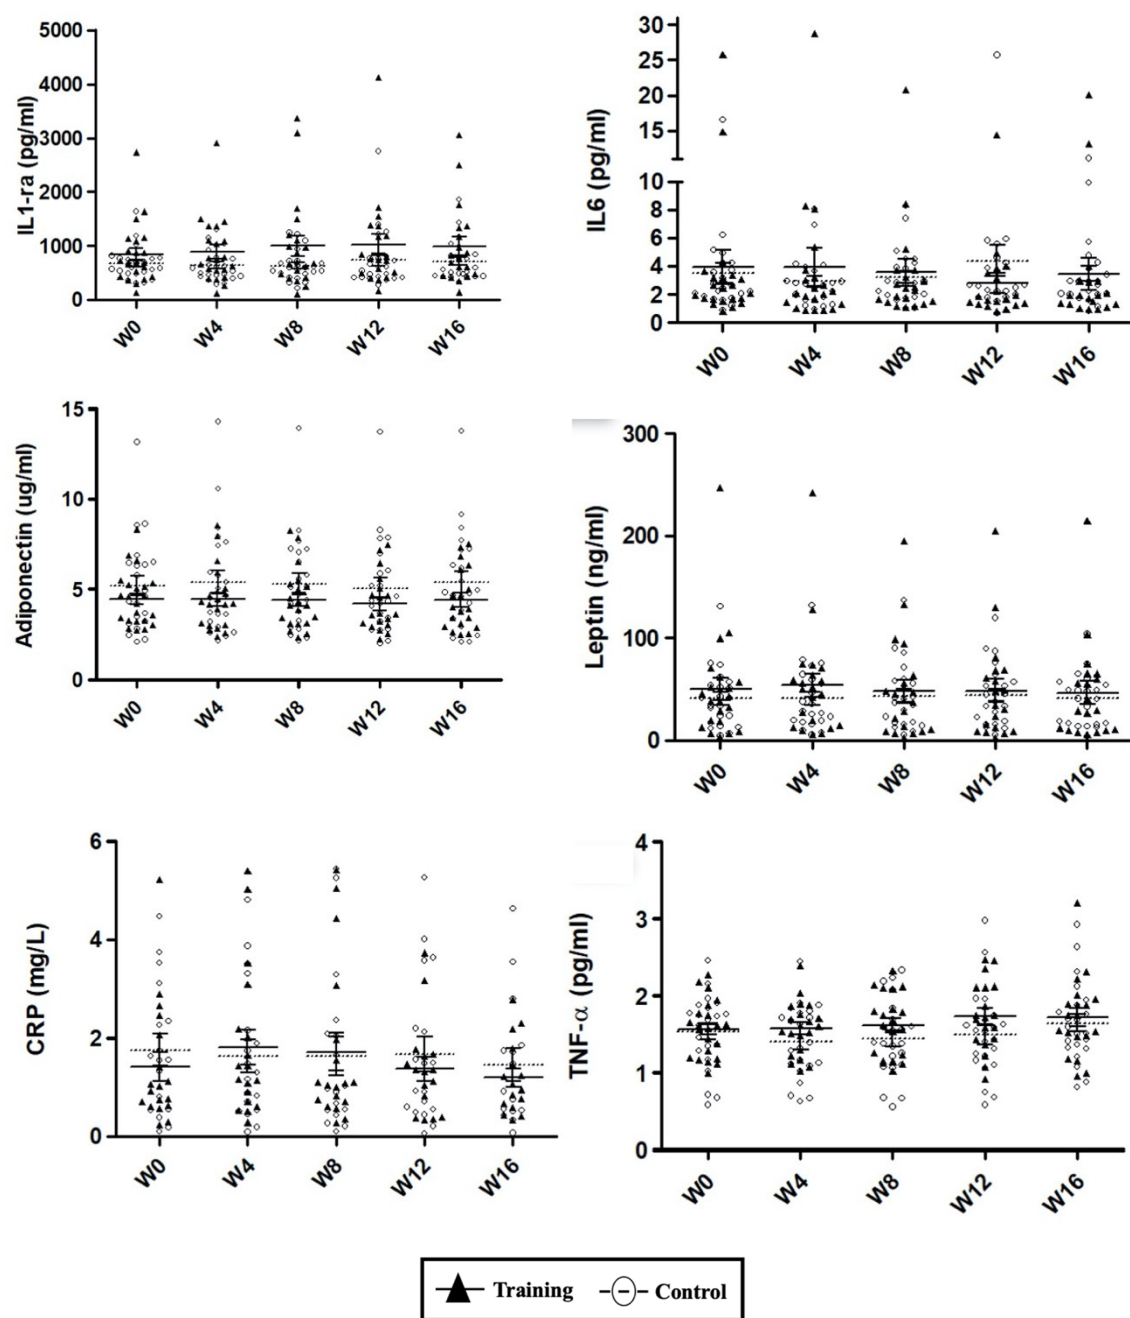 IL1-ra (pg/ml)
5000
4000
3000
2000
1000
0
W0 W4 W8 W12 W16
IL6 (pg/ml)
30
25
20
15
10
8
6
4
2
0
W0 W4 W8 W12 W16
Adiponectin (ug/ml)
15
10
5
0
W0 W4 W8 W12 W16
Leptin (ng/ml)
300
200
100
0
W0 W4 W8 W12 W16
CRP (mg/L)
6
4
2
0
W0 W4 W8 W12 W16
TNF-α (pg/ml)
4
3
2
1
0
W0 W4 W8 W12 W16
Training Control